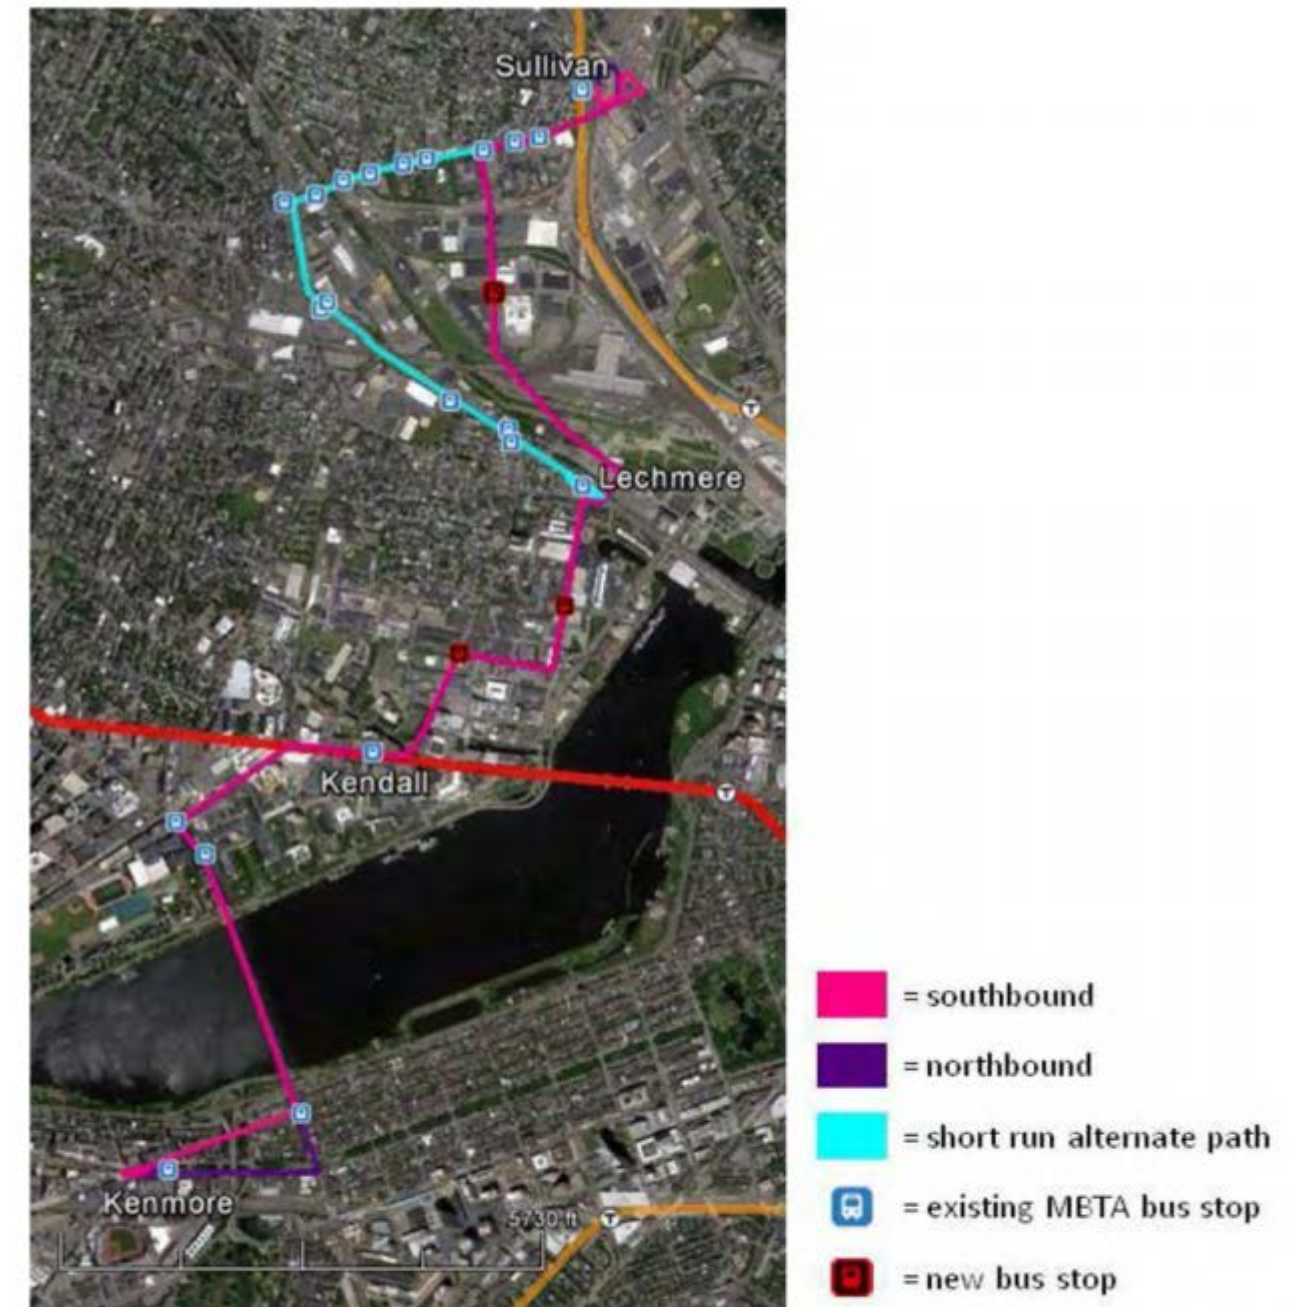 Sullivan
Lechmere
Kendall
= southbound
= northbound
= short run alternate path
Kenmore
= existing MBTA bus stop
5730 ft
= new bus stop